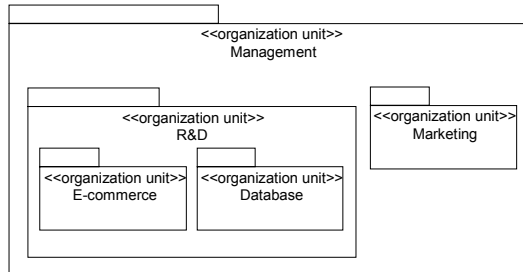 <<organization unit>>
Management
<<organization unit>>
R&D
<<organization unit>>
E-commerce
<<organization unit>>
Database
<<organization unit>>
Marketing